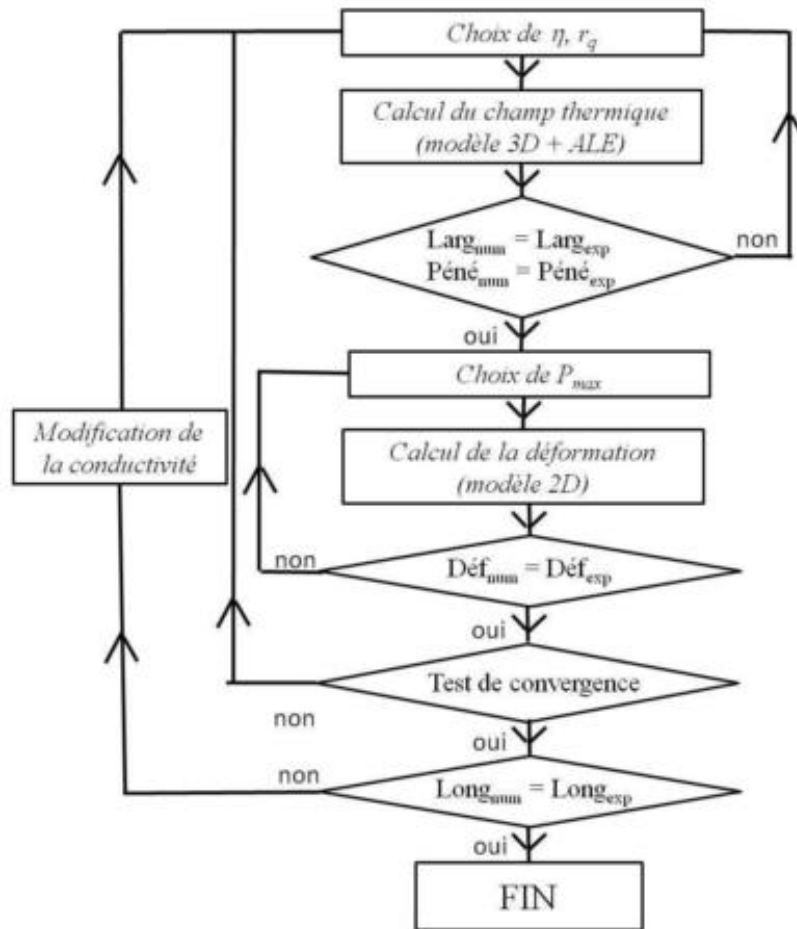 Choix de η, r_q
Calcul du champ thermique
(modèle 3D + ALE)
Larg_num = Larg_exp
Péné_num = Péné_exp
non
oui
Choix de P_max
Modification de
la conductivité
Calcul de la déformation
(modèle 2D)
non
Déf_num = Déf_exp
oui
Test de convergence
non
oui
non
Long_num = Long_exp
oui
FIN